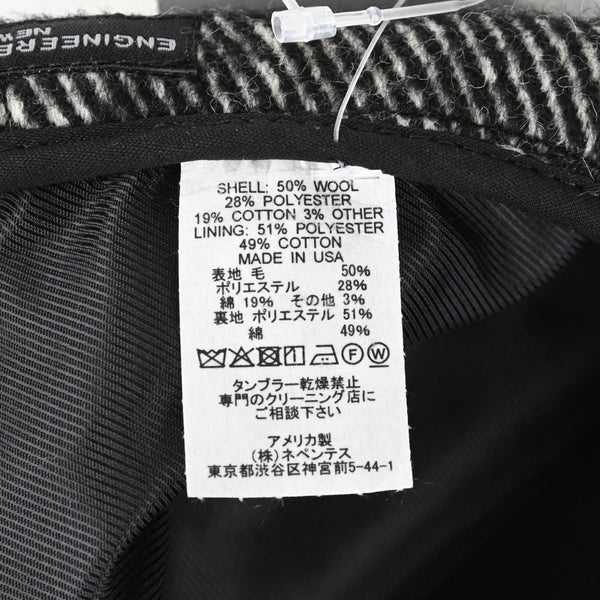 ENGINEERE
NEW
SHELL: 50% WOOL
28% POLYESTER
19% COTTON 3% OTHER
LINING: 51% POLYESTER
49% COTTON
MADE IN USA
表地 毛 50%
ポリエステル 28%
綿 19% その他 3%
裏地 ポリエステル 51%
綿 49%
タンブラー乾燥禁止
専門のクリーニング店に
ご相談下さい
アメリカ製
(株)ネペンテス
東京都渋谷区神宮前5-44-1